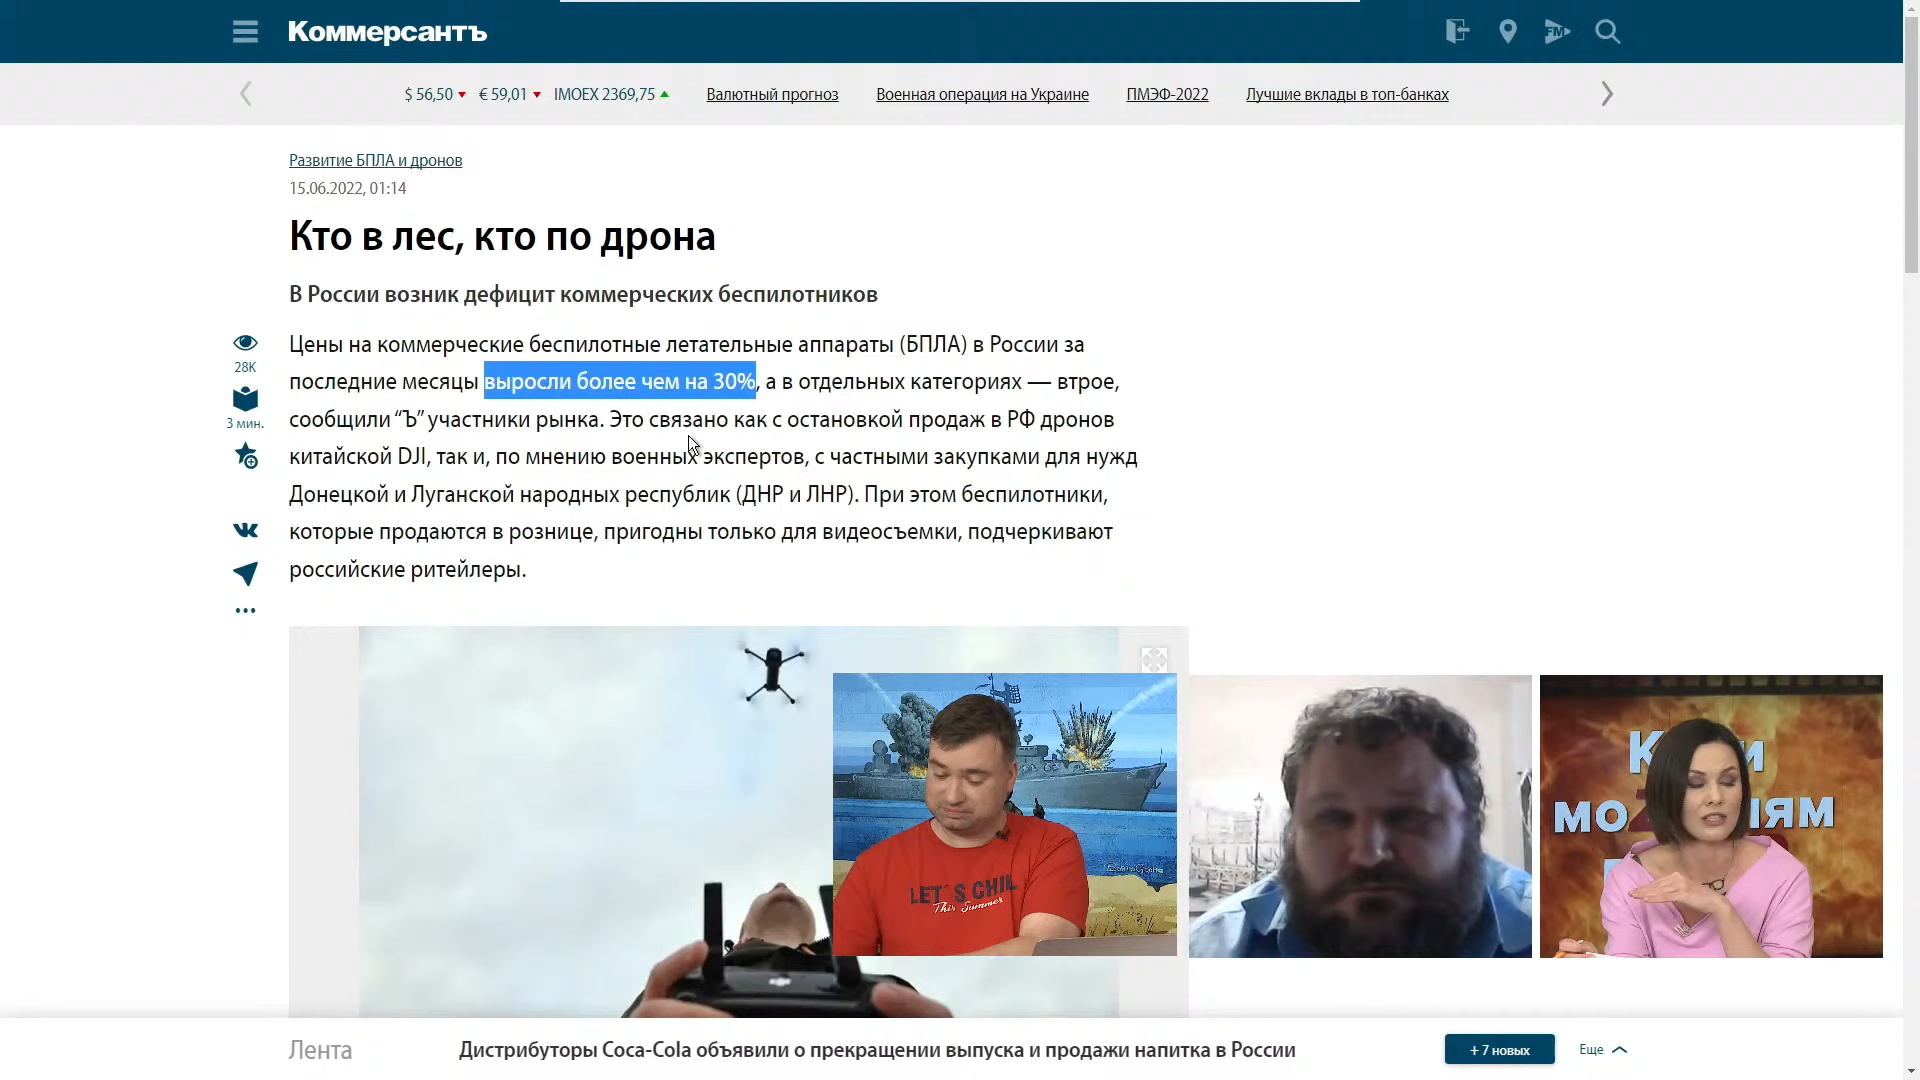 Коммерсантъ
FM
$ 56,50 € 59,01 IMOEX 2369,75 Валютный прогноз Военная операция на Украине ПМЭФ-2022 Лучшие вклады в топ-банках
Развитие БПЛА и дронов
15.06.2022, 01:14
Кто в лес, кто по дрона
В России возник дефицит коммерческих беспилотников
28K
3 мин.
Цены на коммерческие беспилотные летательные аппараты (БПЛА) в России за
последние месяцы выросли более чем на 30%, а в отдельных категориях — втрое,
сообщили “Ъ” участники рынка. Это связано как с остановкой продаж в РФ дронов
китайской DJI, так и, по мнению военных экспертов, с частными закупками для нужд
Донецкой и Луганской народных республик (ДНР и ЛНР). При этом беспилотники,
которые продаются в рознице, пригодны только для видеосъемки, подчеркивают
российские ритейлеры.
LET'S CHIL
This Summer
Лента Дистрибуторы Coca-Cola объявили о прекращении выпуска и продажи напитка в России + 7 новых Еще